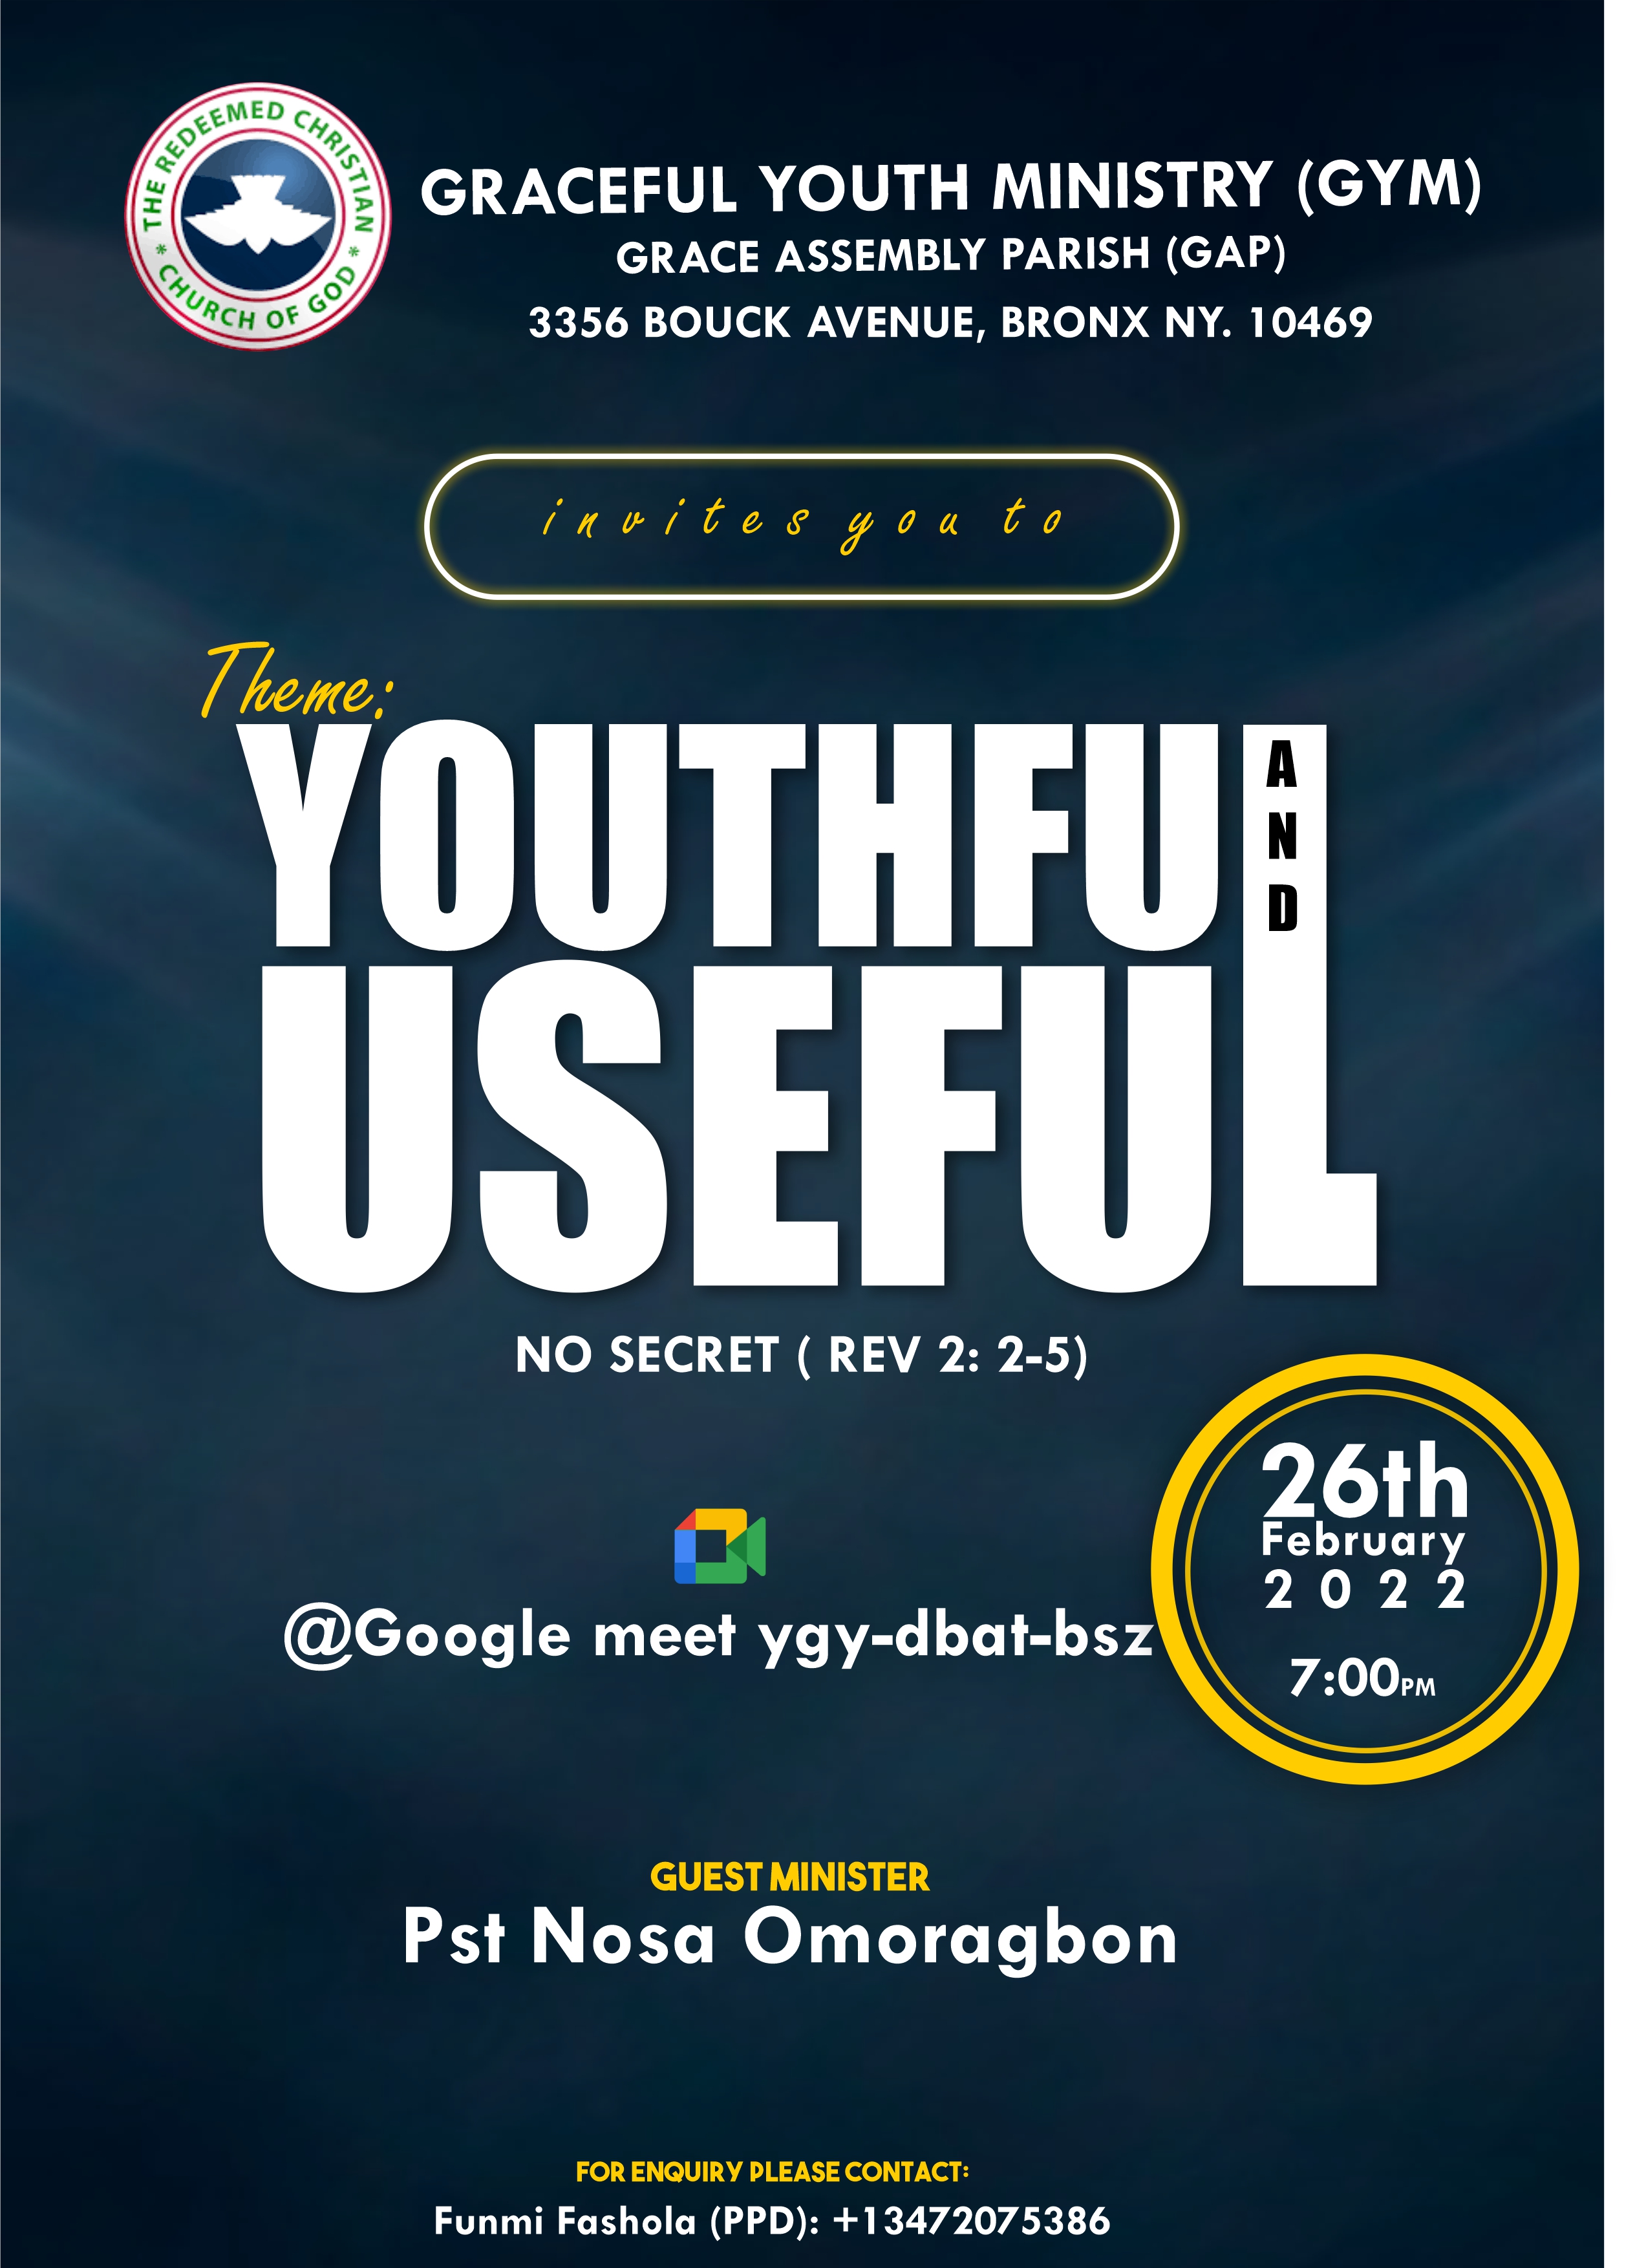 THE REDEEMED CHRISTIAN
* CHURCH OF GOD *
GRACEFUL YOUTH MINISTRY (GYM)
GRACE ASSEMBLY PARISH (GAP)
3356 BOUCK AVENUE, BRONX NY. 10469
invites you to
Theme:
YOUTHFUL
AND
USEFUL
NO SECRET ( REV 2: 2-5)
26th
February
2022
7:00PM
@Google meet ygy-dbat-bsz
GUEST MINISTER
Pst Nosa Omoragbon
FOR ENQUIRY PLEASE CONTACT:
Funmi Fashola (PPD): +13472075386